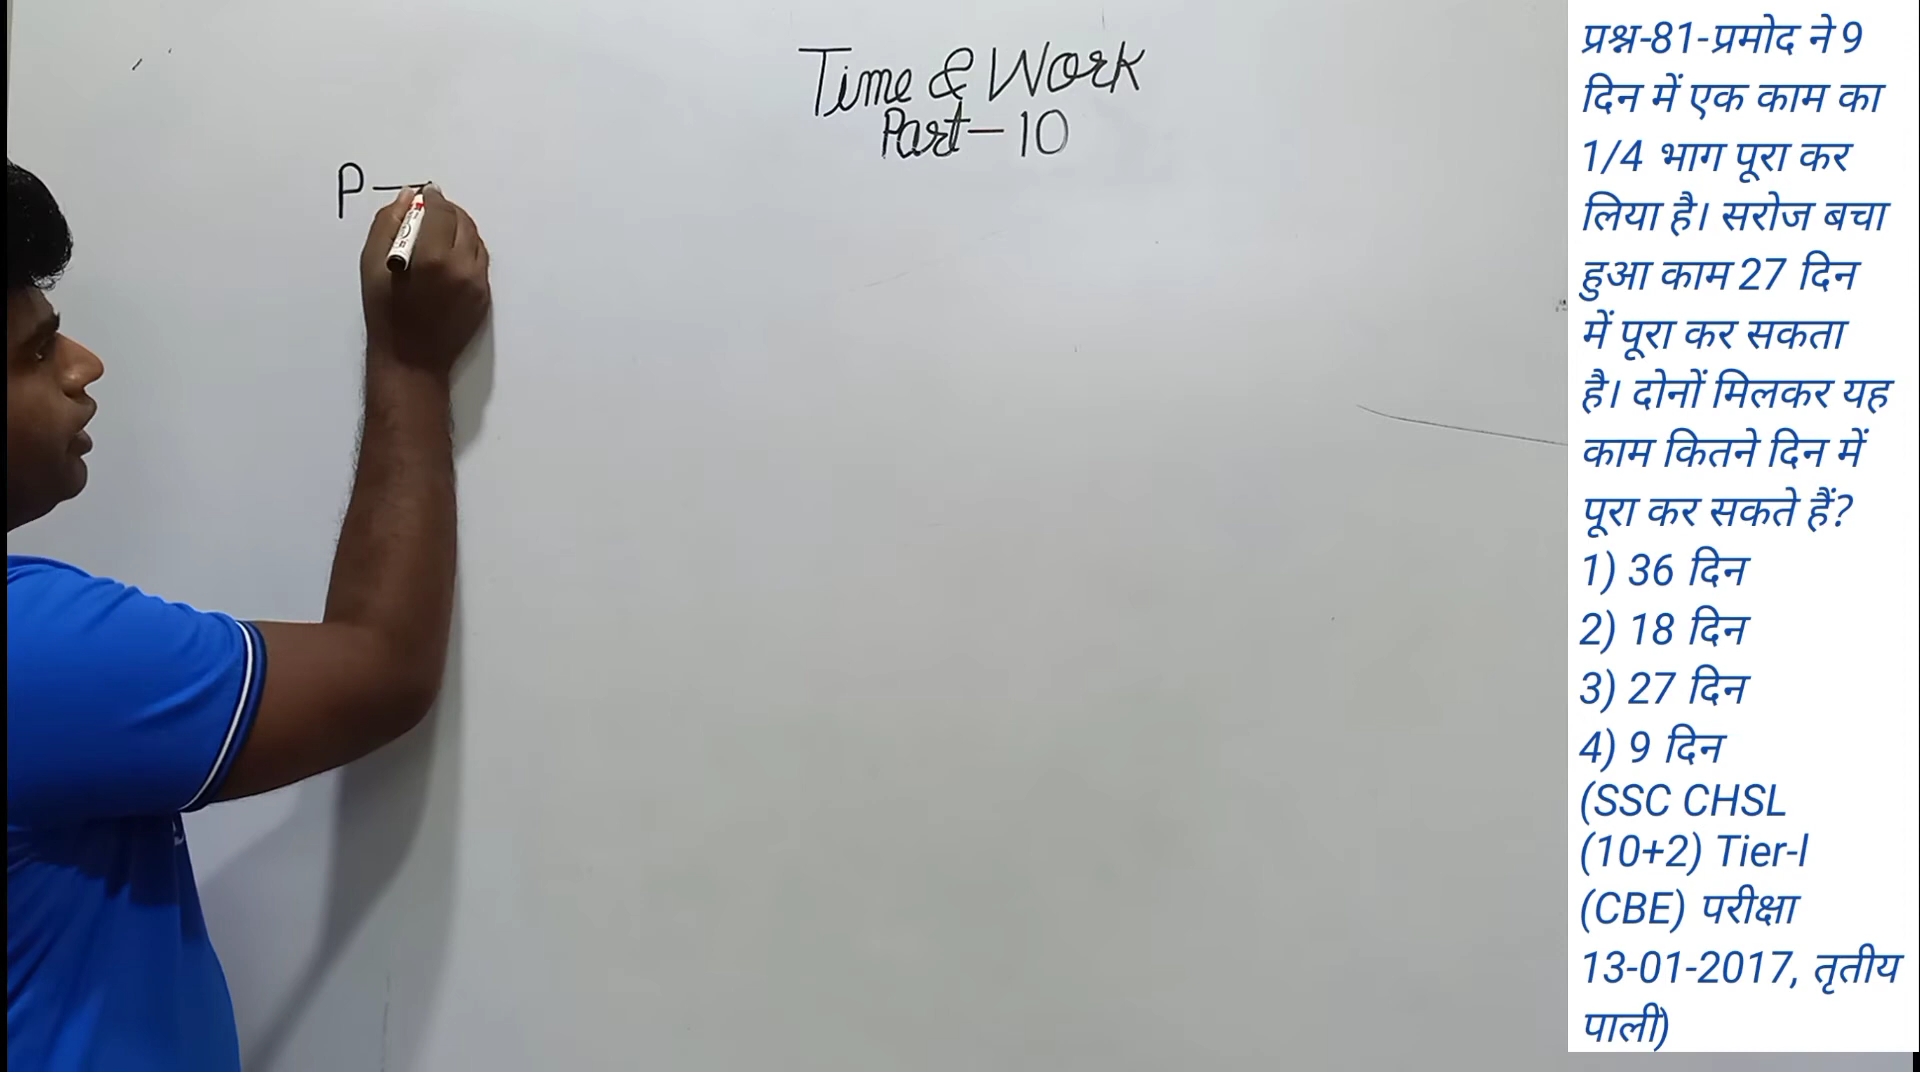 Time & Work
Part-10
P—
प्रश्न-81-प्रमोद ने 9
दिन में एक काम का
1/4 भाग पूरा कर
लिया है। सरोज बचा
हुआ काम 27 दिन
में पूरा कर सकता
है। दोनों मिलकर यह
काम कितने दिन में
पूरा कर सकते हैं?
1) 36 दिन
2) 18 दिन
3) 27 दिन
4) 9 दिन
(SSC CHSL
(10+2) Tier-I
(CBE) परीक्षा
13-01-2017, तृतीय
पाली)